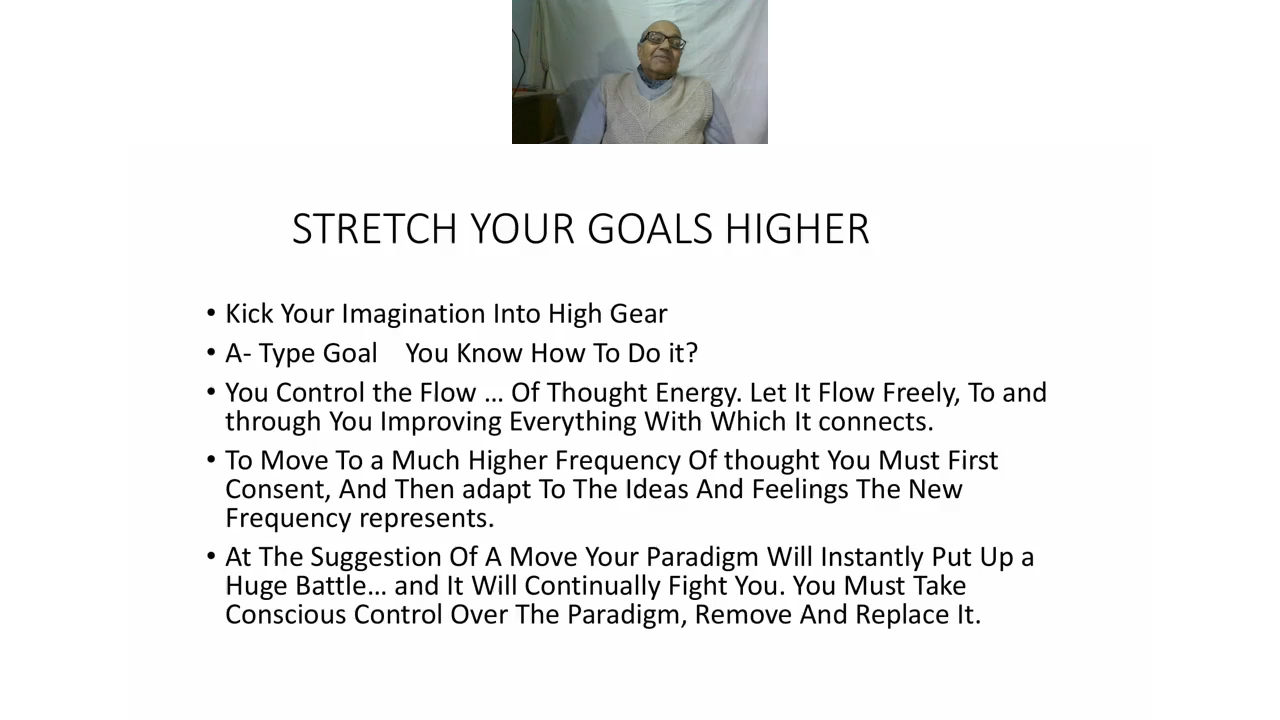 STRETCH YOUR GOALS HIGHER
• Kick Your Imagination Into High Gear
• A- Type Goal    You Know How To Do it?
• You Control the Flow ... Of Thought Energy. Let It Flow Freely, To and
through You Improving Everything With Which It connects.
• To Move To a Much Higher Frequency Of thought You Must First
Consent, And Then adapt To The Ideas And Feelings The New
Frequency represents.
• At The Suggestion Of A Move Your Paradigm Will Instantly Put Up a
Huge Battle... and It Will Continually Fight You. You Must Take
Conscious Control Over The Paradigm, Remove And Replace It.